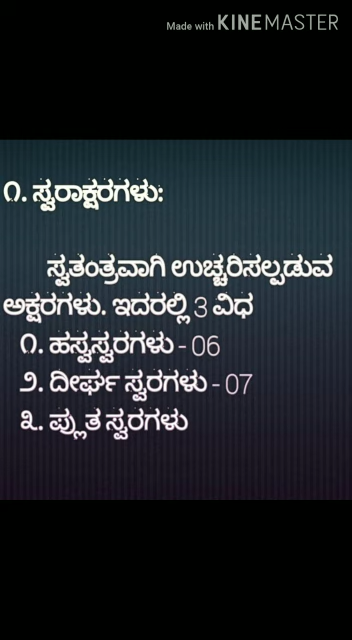 Made with KINEMASTER
೧. ಸ್ವರಾಕ್ಷರಗಳು:
ಸ್ವತಂತ್ರವಾಗಿ ಉಚ್ಚರಿಸಲ್ಪಡುವ
ಅಕ್ಷರಗಳು. ಇದರಲ್ಲಿ 3 ವಿಧ
೧. ಹಸ್ವಸ್ವರಗಳು - 06
೨. ದೀರ್ಘ ಸ್ವರಗಳು - 07
೩. ಪ್ಲುತ ಸ್ವರಗಳು